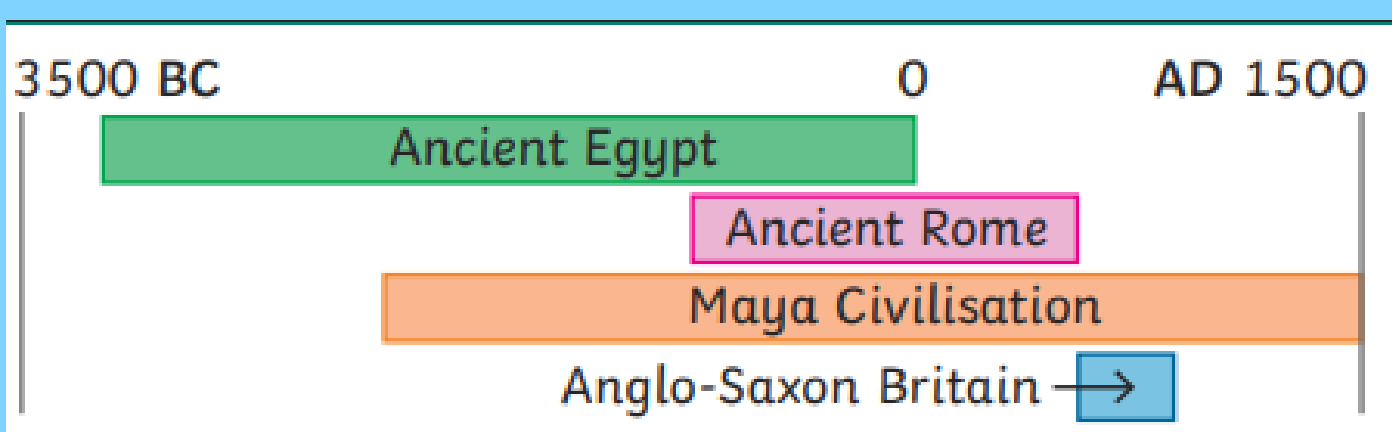 3500 BC 0 AD 1500
Ancient Egypt
Ancient Rome
Maya Civilisation
Anglo-Saxon Britain